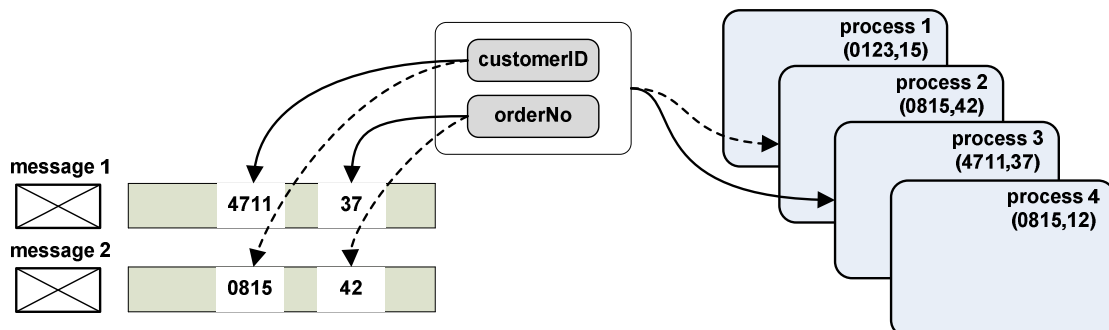 customerID
orderNo
message 1
4711 37
message 2
0815 42
process 1
(0123,15)
process 2
(0815,42)
process 3
(4711,37)
process 4
(0815,12)